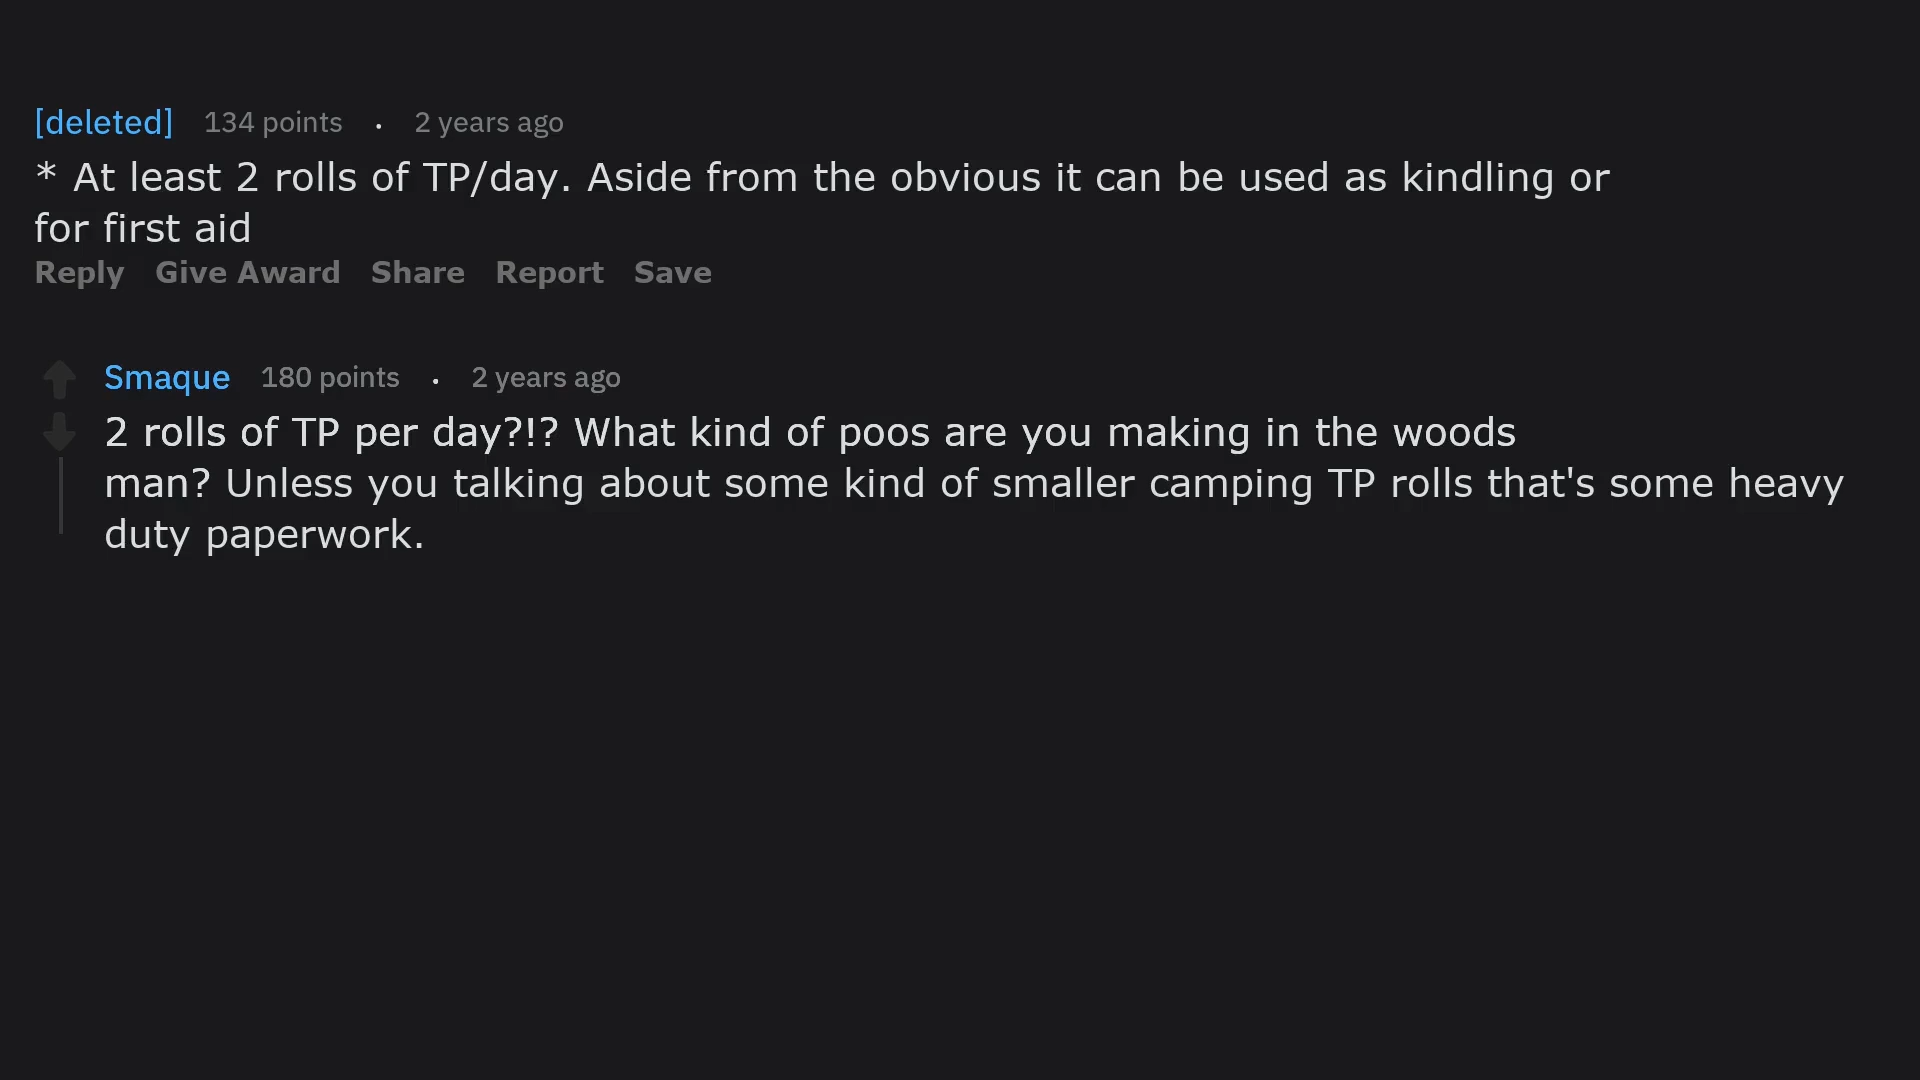 [deleted] 134 points . 2 years ago
* At least 2 rolls of TP/day. Aside from the obvious it can be used as kindling or
for first aid
Reply Give Award Share Report Save
Smaque 180 points . 2 years ago
2 rolls of TP per day?!? What kind of poos are you making in the woods
man? Unless you talking about some kind of smaller camping TP rolls that's some heavy
duty paperwork.